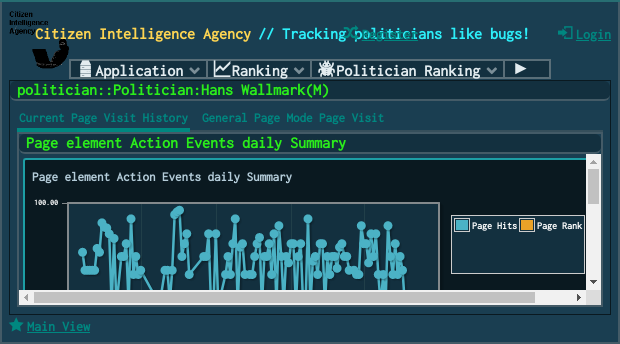 Citizen
Intelligence
Agency
Citizen Intelligence Agency // Tracking politicians like bugs!
Register
Login
Application
Ranking
Politician Ranking
politician::Politician:Hans Wallmark(M)
Current Page Visit History
General Page Mode Page Visit
Page element Action Events daily Summary
Page element Action Events daily Summary
100.00
Page Hits
Page Rank
Main View